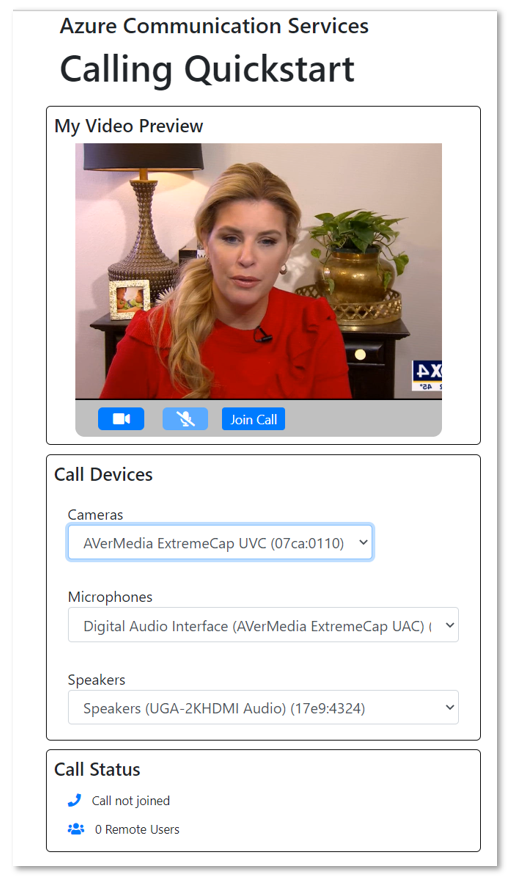 Azure Communication Services
Calling Quickstart
My Video Preview
X4
45°
Join Call
Call Devices
Cameras
AVerMedia ExtremeCap UVC (07ca:0110)
Microphones
Digital Audio Interface (AVerMedia ExtremeCap UAC) (
Speakers
Speakers (UGA-2KHDMI Audio) (17e9:4324)
Call Status
Call not joined
0 Remote Users